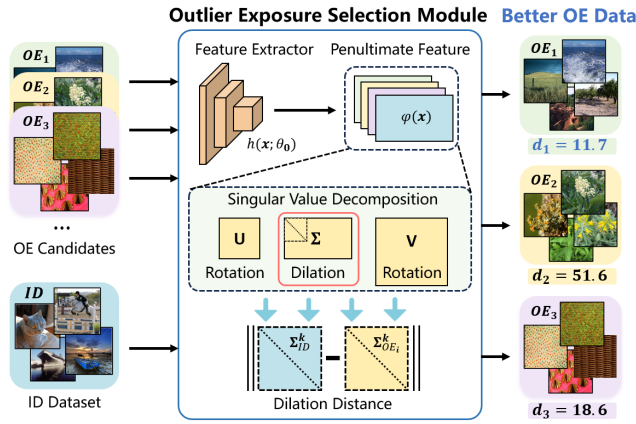 Outlier Exposure Selection Module
Better OE Data
OE₁
OE₂
OE₃
...
OE Candidates
ID
ID Dataset
Feature Extractor
Penultimate Feature
h(x; θ₀)
φ(x)
Singular Value Decomposition
U
Σ
V
Rotation
Dilation
Rotation
Σᵏ_ID
-
Σᵏ_OEᵢ
Dilation Distance
OE₁
d₁ = 11.7
OE₂
d₂ = 51.6
OE₃
d₃ = 18.6